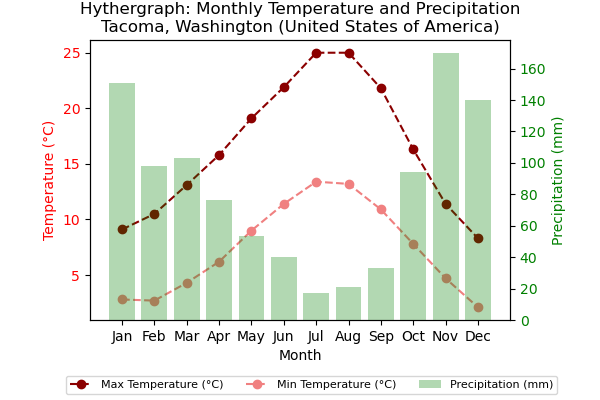 Hythergraph: Monthly Temperature and Precipitation
Tacoma, Washington (United States of America)
25
20
15
10
5
Temperature (°C)
160
140
120
100
80
60
40
20
0
Precipitation (mm)
Jan Feb Mar Apr May Jun Jul Aug Sep Oct Nov Dec
Month
Max Temperature (°C) Min Temperature (°C) Precipitation (mm)